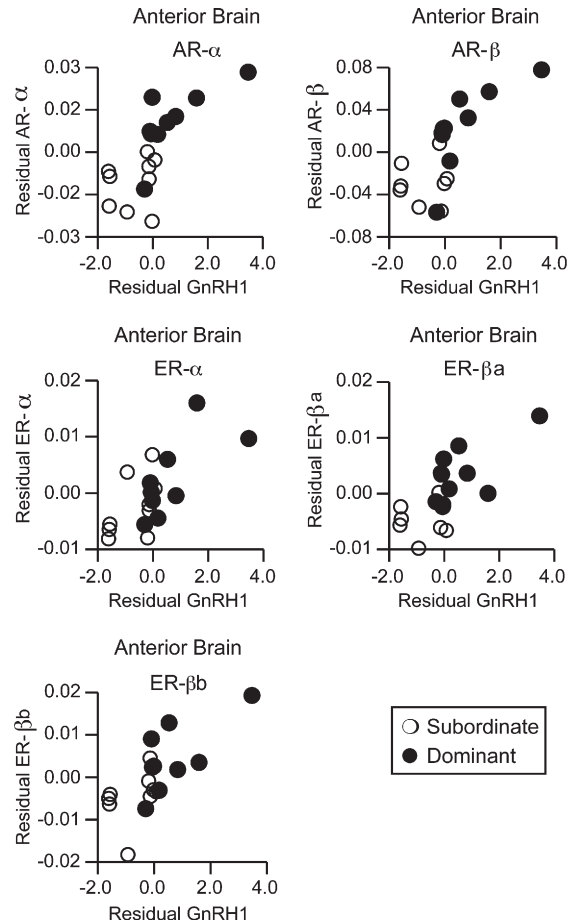 Anterior Brain
AR-α
Residual AR- α
0.03
0.02
0.00
-0.02
-0.03
-2.0 0.0 2.0 4.0
Residual GnRH1
Anterior Brain
AR-β
Residual AR- β
0.08
0.04
0.00
-0.04
-0.08
-2.0 0.0 2.0 4.0
Residual GnRH1
Anterior Brain
ER-α
Residual ER-α
0.02
0.01
0.00
-0.01
-2.0 0.0 2.0 4.0
Residual GnRH1
Anterior Brain
ER-βa
Residual ER-βa
0.02
0.01
0.00
-0.01
-2.0 0.0 2.0 4.0
Residual GnRH1
Anterior Brain
ER-βb
Residual ER-βb
0.02
0.01
0.00
-0.01
-0.02
-2.0 0.0 2.0 4.0
Residual GnRH1
Subordinate
Dominant